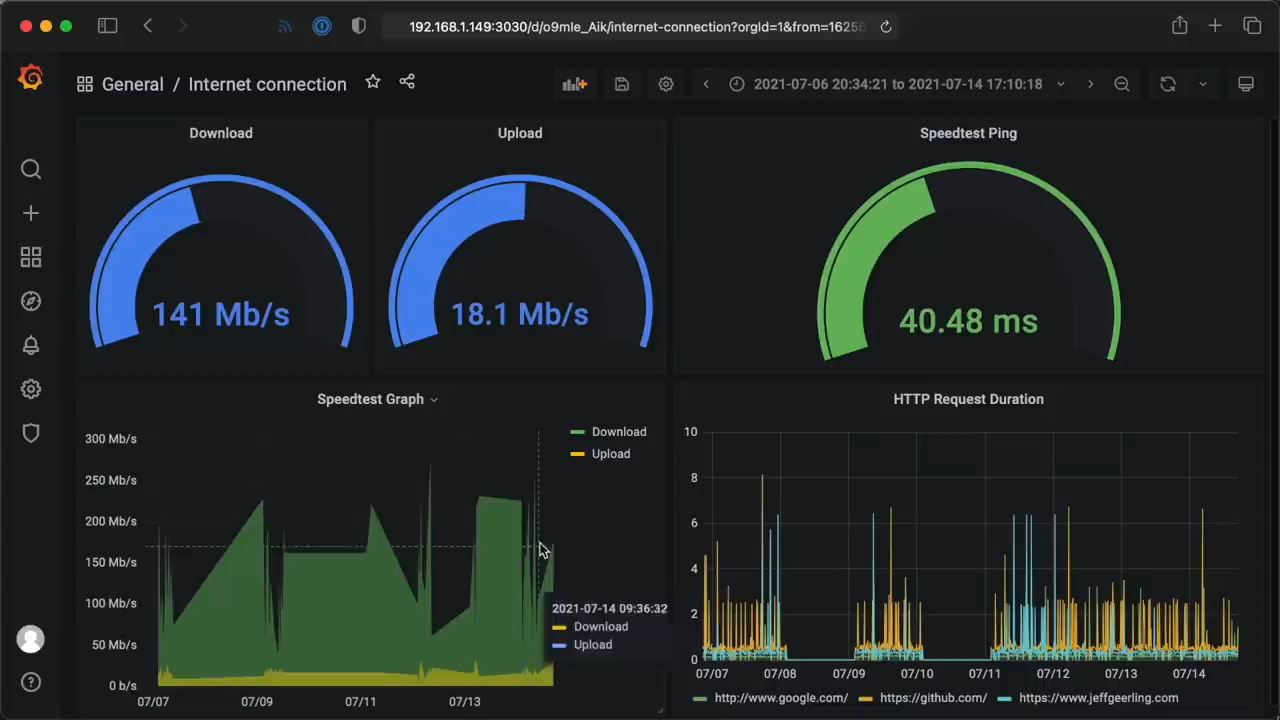 192.168.1.149:3030/d/o9mle_Aik/internet-connection?orgId=1&from=16256
General / Internet connection
2021-07-06 20:34:21 to 2021-07-14 17:10:18
Download
Upload
Speedtest Ping
141 Mb/s
18.1 Mb/s
40.48 ms
Speedtest Graph
300 Mb/s
250 Mb/s
200 Mb/s
150 Mb/s
100 Mb/s
50 Mb/s
0 b/s
07/07 07/09 07/11 07/13
Download
Upload
2021-07-14 09:36:32
Download
Upload
HTTP Request Duration
10
8
6
4
2
0
07/07 07/08 07/09 07/10 07/11 07/12 07/13 07/14
http://www.google.com/ https://github.com/ https://www.jeffgeerling.com